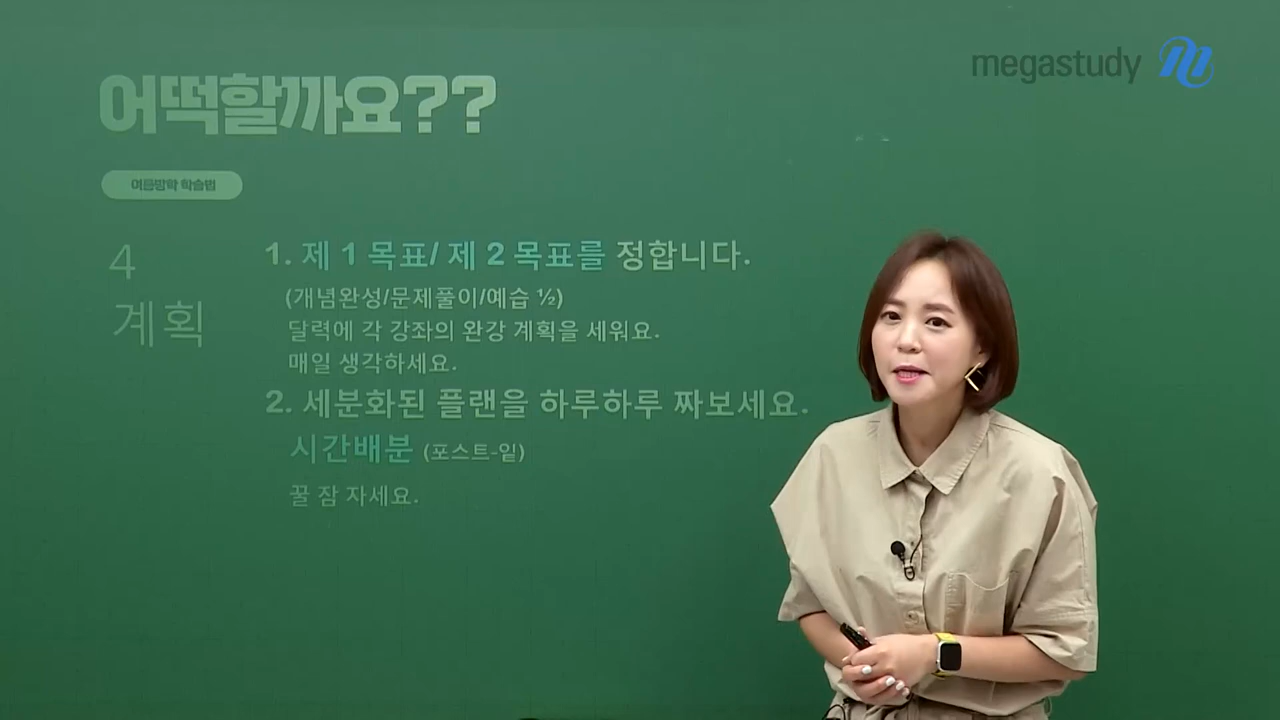 megastudy
어떡할까요??
여름방학 학습법
4
계획
1. 제 1 목표/ 제 2 목표를 정합니다.
(개념완성/문제풀이/예습 ½)
달력에 각 강좌의 완강 계획을 세워요.
매일 생각하세요.
2. 세분화된 플랜을 하루하루 짜보세요.
시간배분 (포스트-잍)
꿀 잠 자세요.